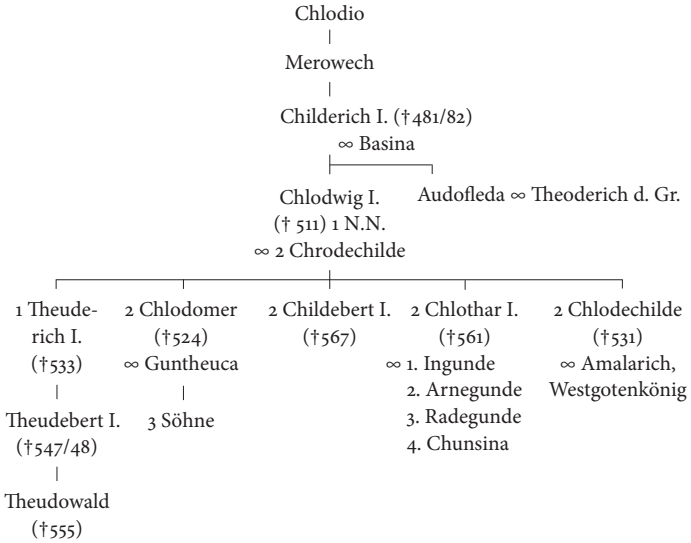 Chlodio
Merowech
Childerich I. (†481/82)
∞ Basina
Chlodwig I.
(† 511) 1 N.N.
∞ 2 Chrodechilde
Audofleda ∞ Theoderich d. Gr.
1 Theude-
rich I.
(†533)
Theudebert I.
(†547/48)
Theudowald
(†555)
2 Chlodomer
(†524)
∞ Guntheuca
3 Söhne
2 Childebert I.
(†567)
2 Chlothar I.
(†561)
∞ 1. Ingunde
2. Arnegunde
3. Radegunde
4. Chunsina
2 Chlodechilde
(†531)
∞ Amalarich,
Westgotenkönig